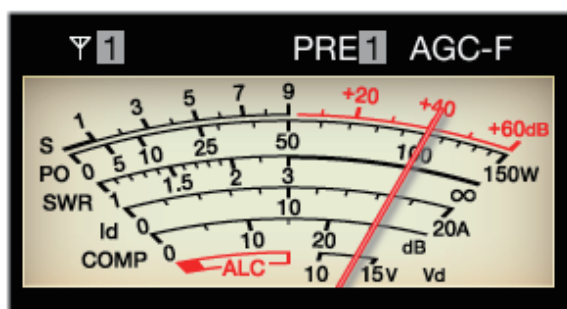 1 PRE1 AGC-F
S 1 3 5 7 9 +20 +40 +60dB
PO 0 5 10 25 50 100 150W
SWR 1 1.5 2 3 ∞
Id 0 10 20A
COMP 0 10 20 dB
ALC 10 15V Vd